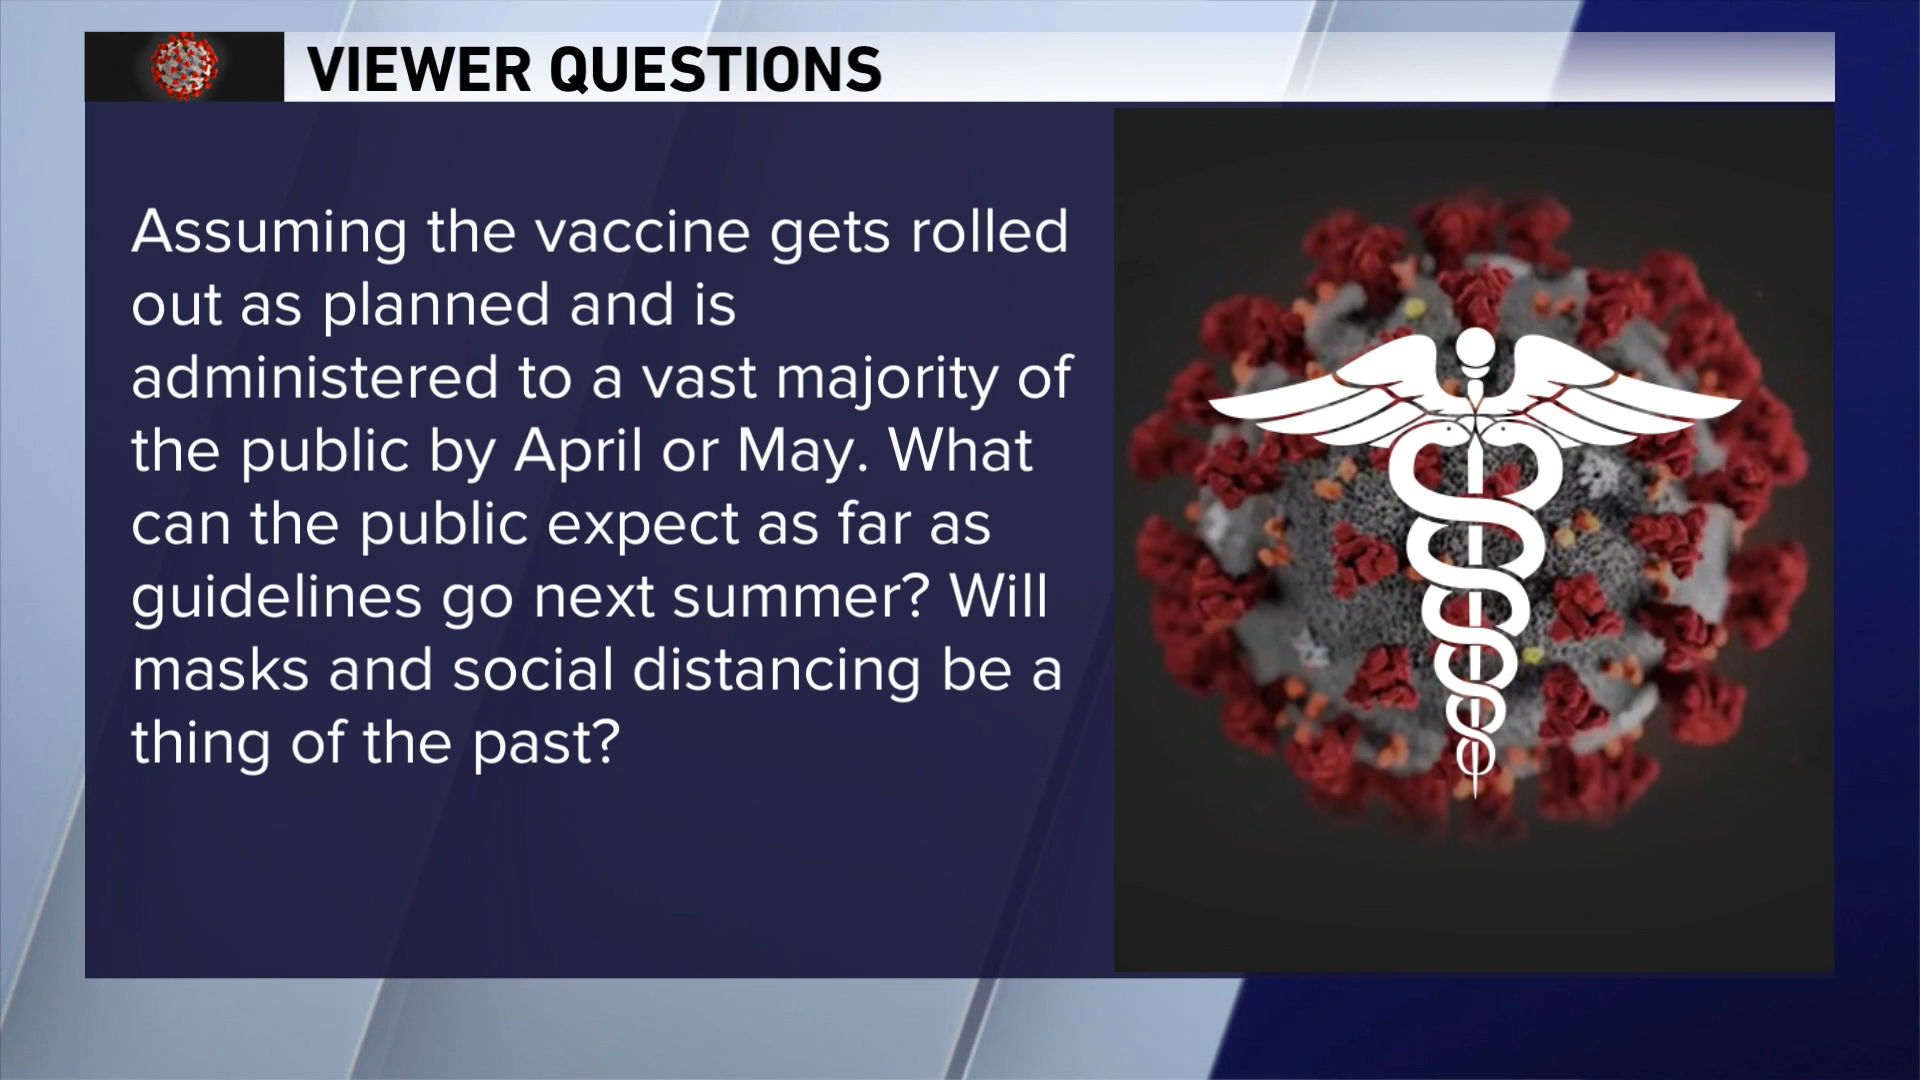 VIEWER QUESTIONS
Assuming the vaccine gets rolled
out as planned and is
administered to a vast majority of
the public by April or May. What
can the public expect as far as
guidelines go next summer? Will
masks and social distancing be a
thing of the past?